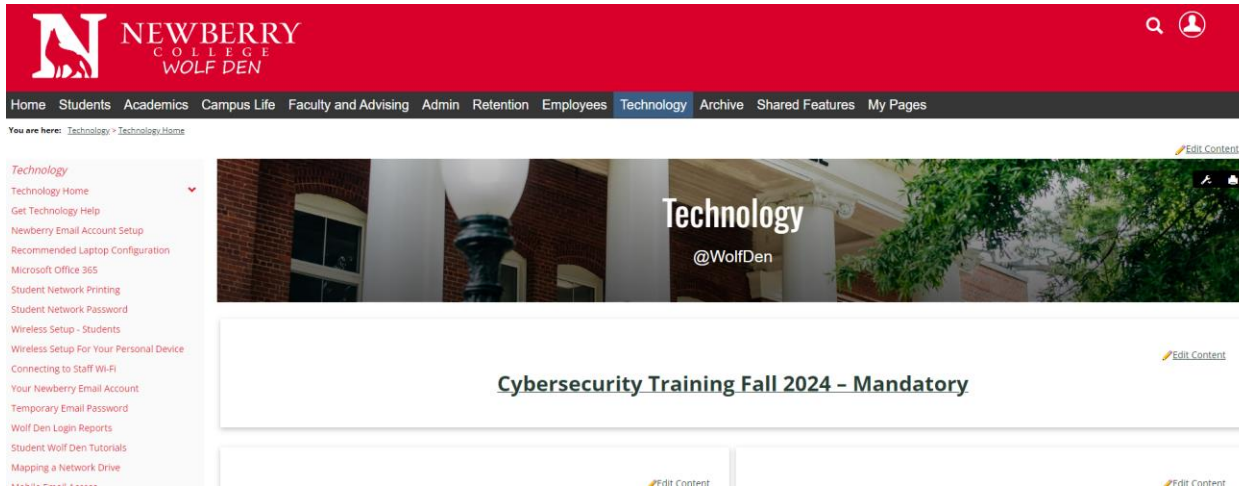 NEWBERRY
COLLEGE
WOLF DEN
Home Students Academics Campus Life Faculty and Advising Admin Retention Employees Technology Archive Shared Features My Pages
You are here: Technology > Technology Home
Edit Content
Technology
Technology Home
Get Technology Help
Newberry Email Account Setup
Recommended Laptop Configuration
Microsoft Office 365
Student Network Printing
Student Network Password
Wireless Setup - Students
Wireless Setup For Your Personal Device
Connecting to Staff Wi-Fi
Your Newberry Email Account
Temporary Email Password
Wolf Den Login Reports
Student Wolf Den Tutorials
Mapping a Network Drive
Mobile Email Access
Technology
@WolfDen
Edit Content
Cybersecurity Training Fall 2024 – Mandatory
Edit Content
Edit Content